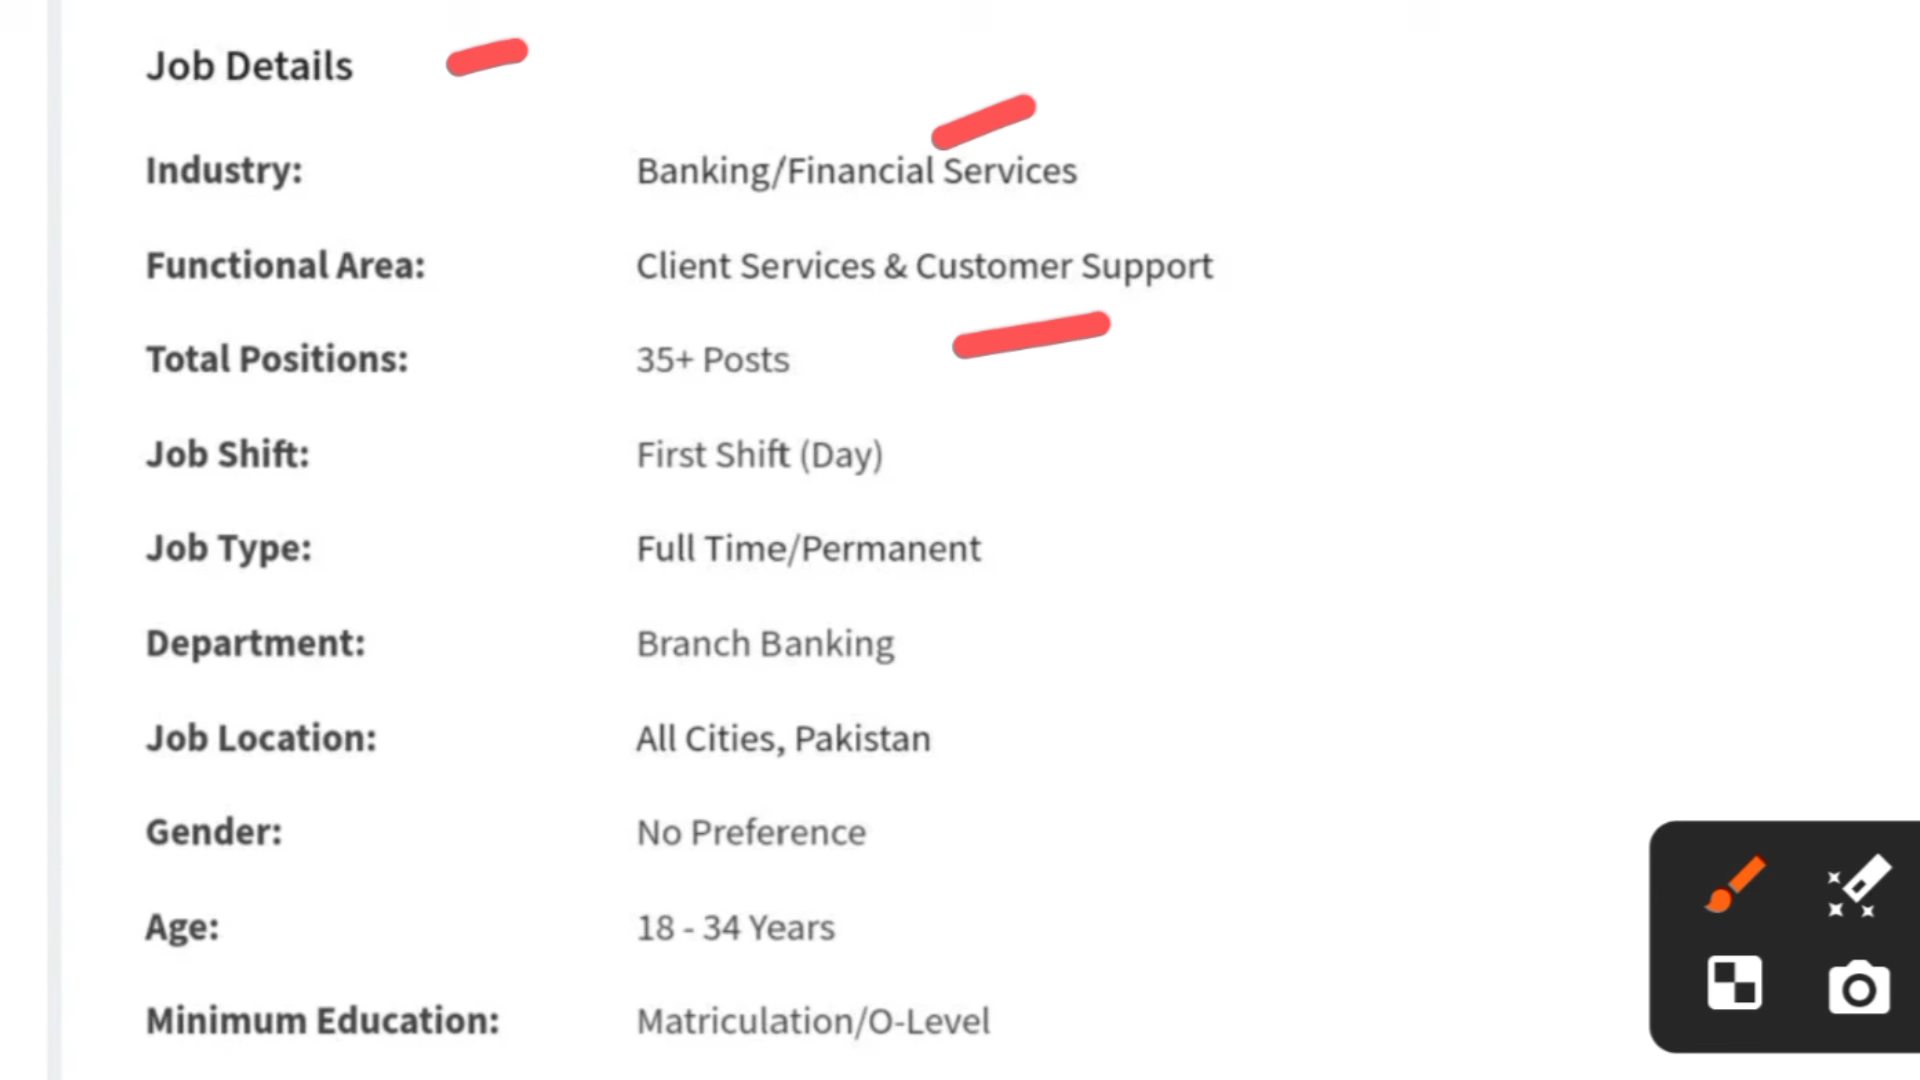 Job Details
Industry: Banking/Financial Services
Functional Area: Client Services & Customer Support
Total Positions: 35+ Posts
Job Shift: First Shift (Day)
Job Type: Full Time/Permanent
Department: Branch Banking
Job Location: All Cities, Pakistan
Gender: No Preference
Age: 18 - 34 Years
Minimum Education: Matriculation/O-Level